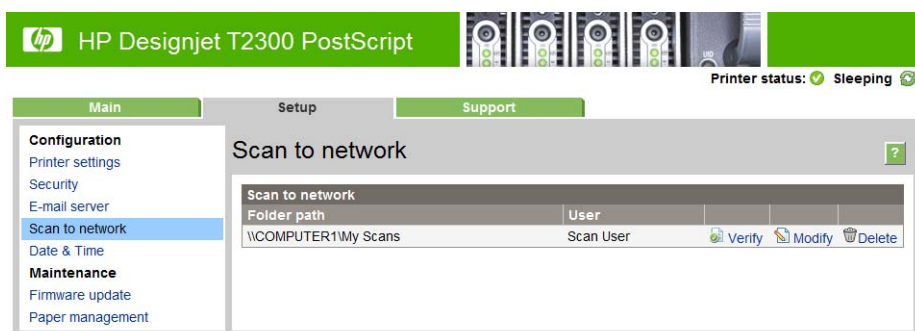 hp HP Designjet T2300 PostScript
UID
Printer status: Sleeping
Main Setup Support
Configuration
Printer settings
Security
E-mail server
Scan to network
Date & Time
Maintenance
Firmware update
Paper management
Scan to network
?
Scan to network
Folder path User
\\COMPUTER1\My Scans Scan User Verify Modify Delete